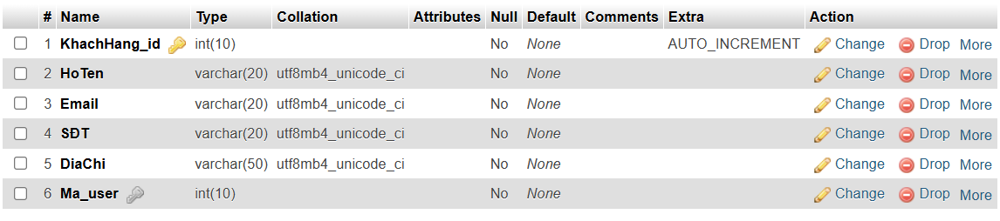 # Name Type Collation Attributes Null Default Comments Extra Action
1 KhachHang_id int(10) No None AUTO_INCREMENT Change Drop More
2 HoTen varchar(20) utf8mb4_unicode_ci No None Change Drop More
3 Email varchar(20) utf8mb4_unicode_ci No None Change Drop More
4 SĐT varchar(20) utf8mb4_unicode_ci No None Change Drop More
5 DiaChi varchar(50) utf8mb4_unicode_ci No None Change Drop More
6 Ma_user int(10) No None Change Drop More